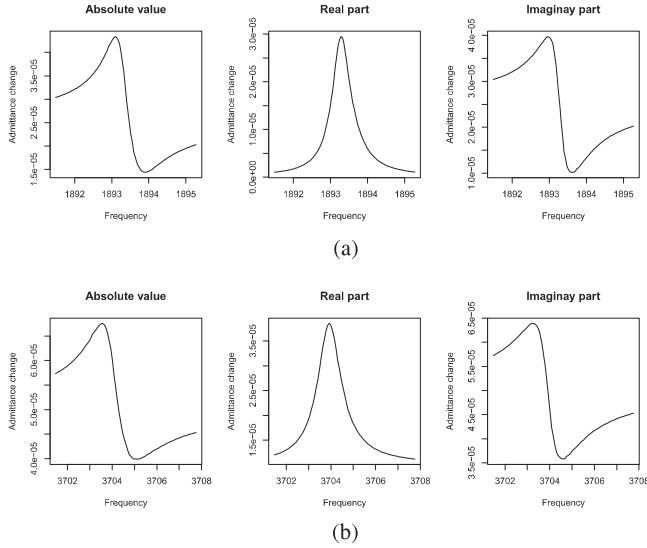 Absolute value
Real part
Imaginay part
Admittance change
1.5e−05
2.5e−05
3.5e−05
1892
1893
1894
1895
Frequency
Admittance change
0.0e+00
1.0e−05
2.0e−05
3.0e−05
1892
1893
1894
1895
Frequency
Admittance change
1.0e−05
2.0e−05
3.0e−05
4.0e−05
1892
1893
1894
1895
Frequency
(a)
Absolute value
Real part
Imaginay part
Admittance change
4.0e−05
5.0e−05
6.0e−05
3702
3704
3706
3708
Frequency
Admittance change
1.5e−05
2.5e−05
3.5e−05
3702
3704
3706
3708
Frequency
Admittance change
3.5e−05
4.5e−05
5.5e−05
6.5e−05
3702
3704
3706
3708
Frequency
(b)